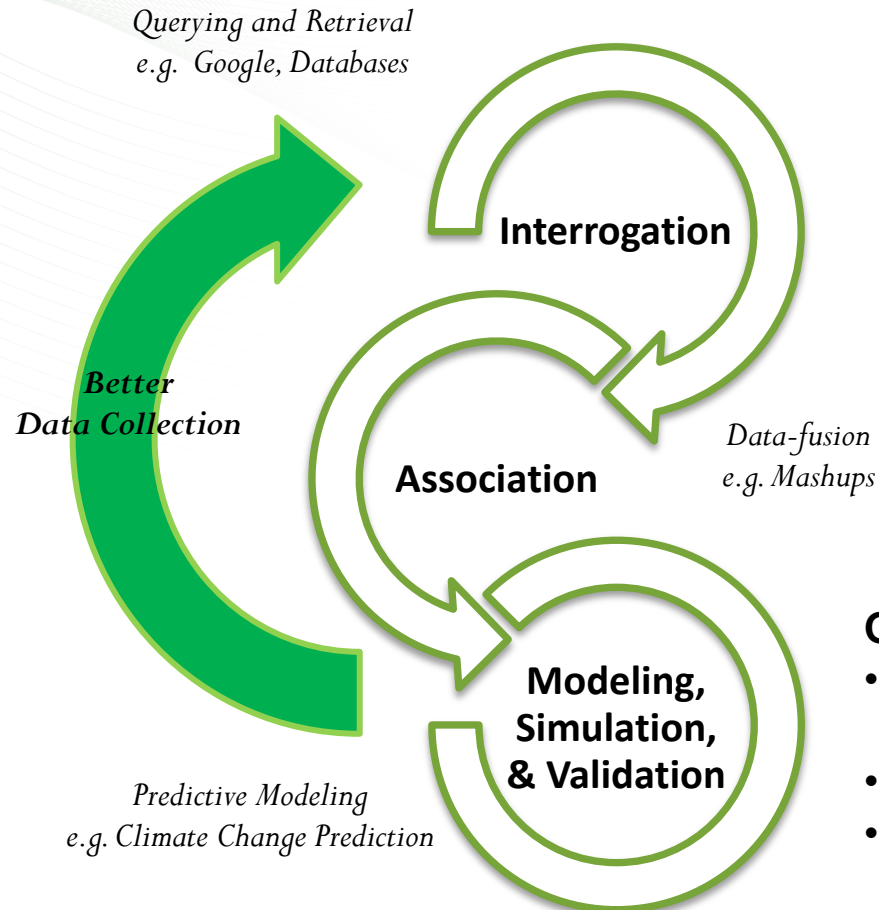 Querying and Retrieval
e.g. Google, Databases
Interrogation
Better
Data Collection
Association
Data-fusion
e.g. Mashups
Modeling,
Simulation,
& Validation
Predictive Modeling
e.g. Climate Change Prediction
•
•
•